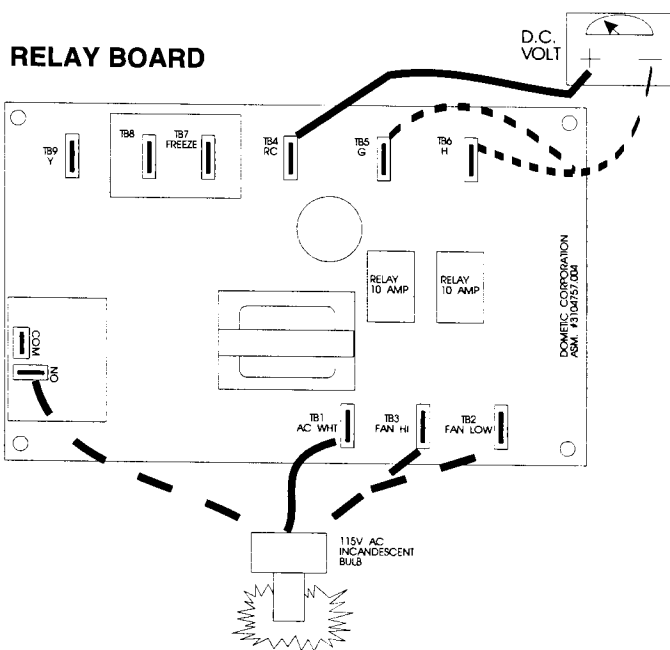 RELAY BOARD
D.C.
VOLT
+ −
TB9
Y
TB8
TB7
FREEZE
TB4
RC
TB5
G
TB6
H
RELAY
10 AMP
RELAY
10 AMP
DOMETIC CORPORATION
ASM. #3104757.004
COM
NO
TB1
AC WHT
TB3
FAN HI
TB2
FAN LOW
115V AC
INCANDESCENT
BULB